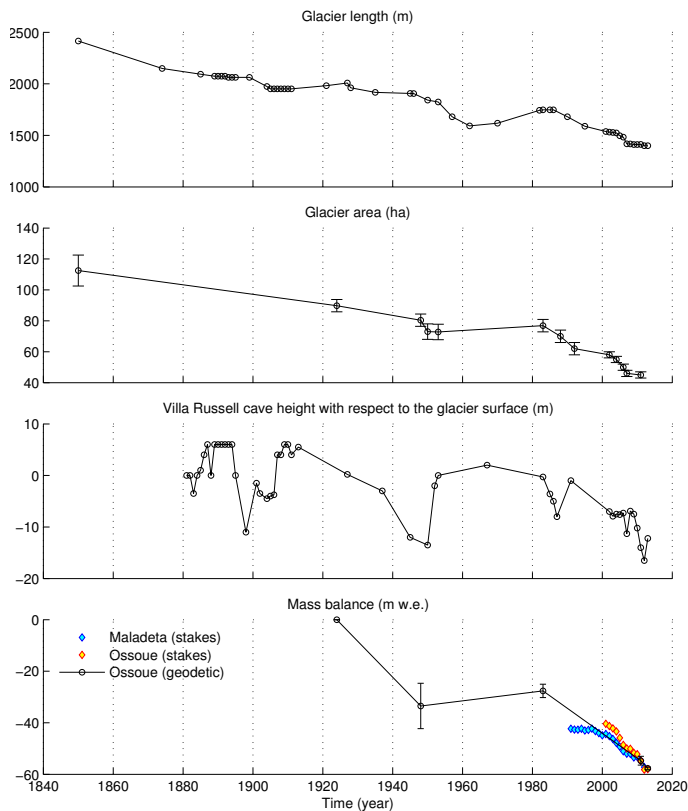 Glacier length (m)
2500
2000
1500
1000
Glacier area (ha)
140
120
100
80
60
40
Villa Russell cave height with respect to the glacier surface (m)
10
0
−10
−20
Mass balance (m w.e.)
0
−20
−40
−60
Maladeta (stakes)
Ossoue (stakes)
Ossoue (geodetic)
1840 1860 1880 1900 1920 1940 1960 1980 2000 2020
Time (year)